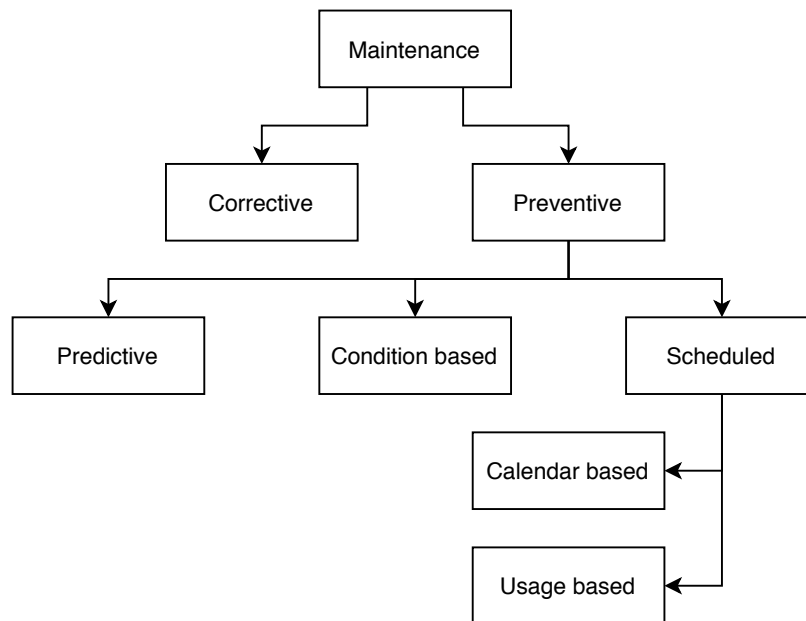 Maintenance
Corrective
Preventive
Predictive
Condition based
Scheduled
Calendar based
Usage based